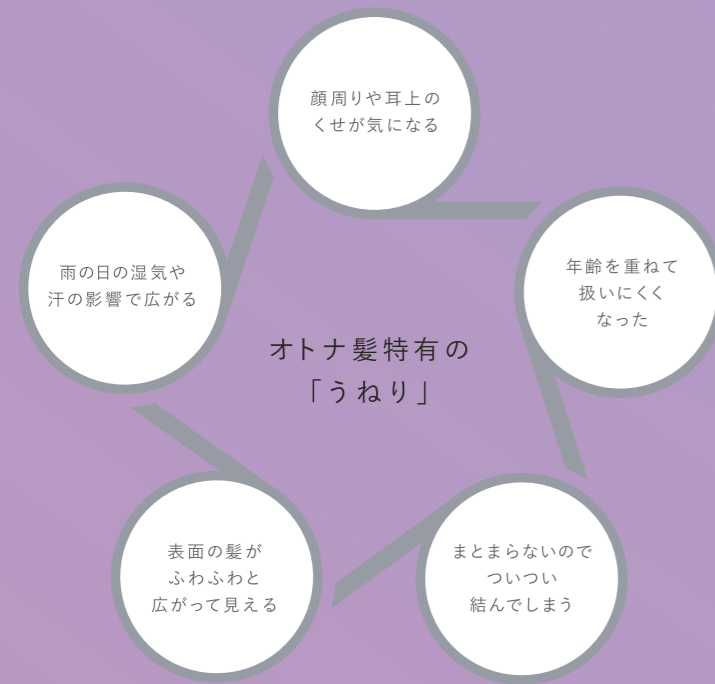 顔周りや耳上の
くせが気になる
年齢を重ねて
扱いにくく
なった
まとまらないので
ついつい
結んでしまう
表面の髪が
ふわふわと
広がって見える
雨の日の湿気や
汗の影響で広がる
オトナ髪特有の
「うねり」